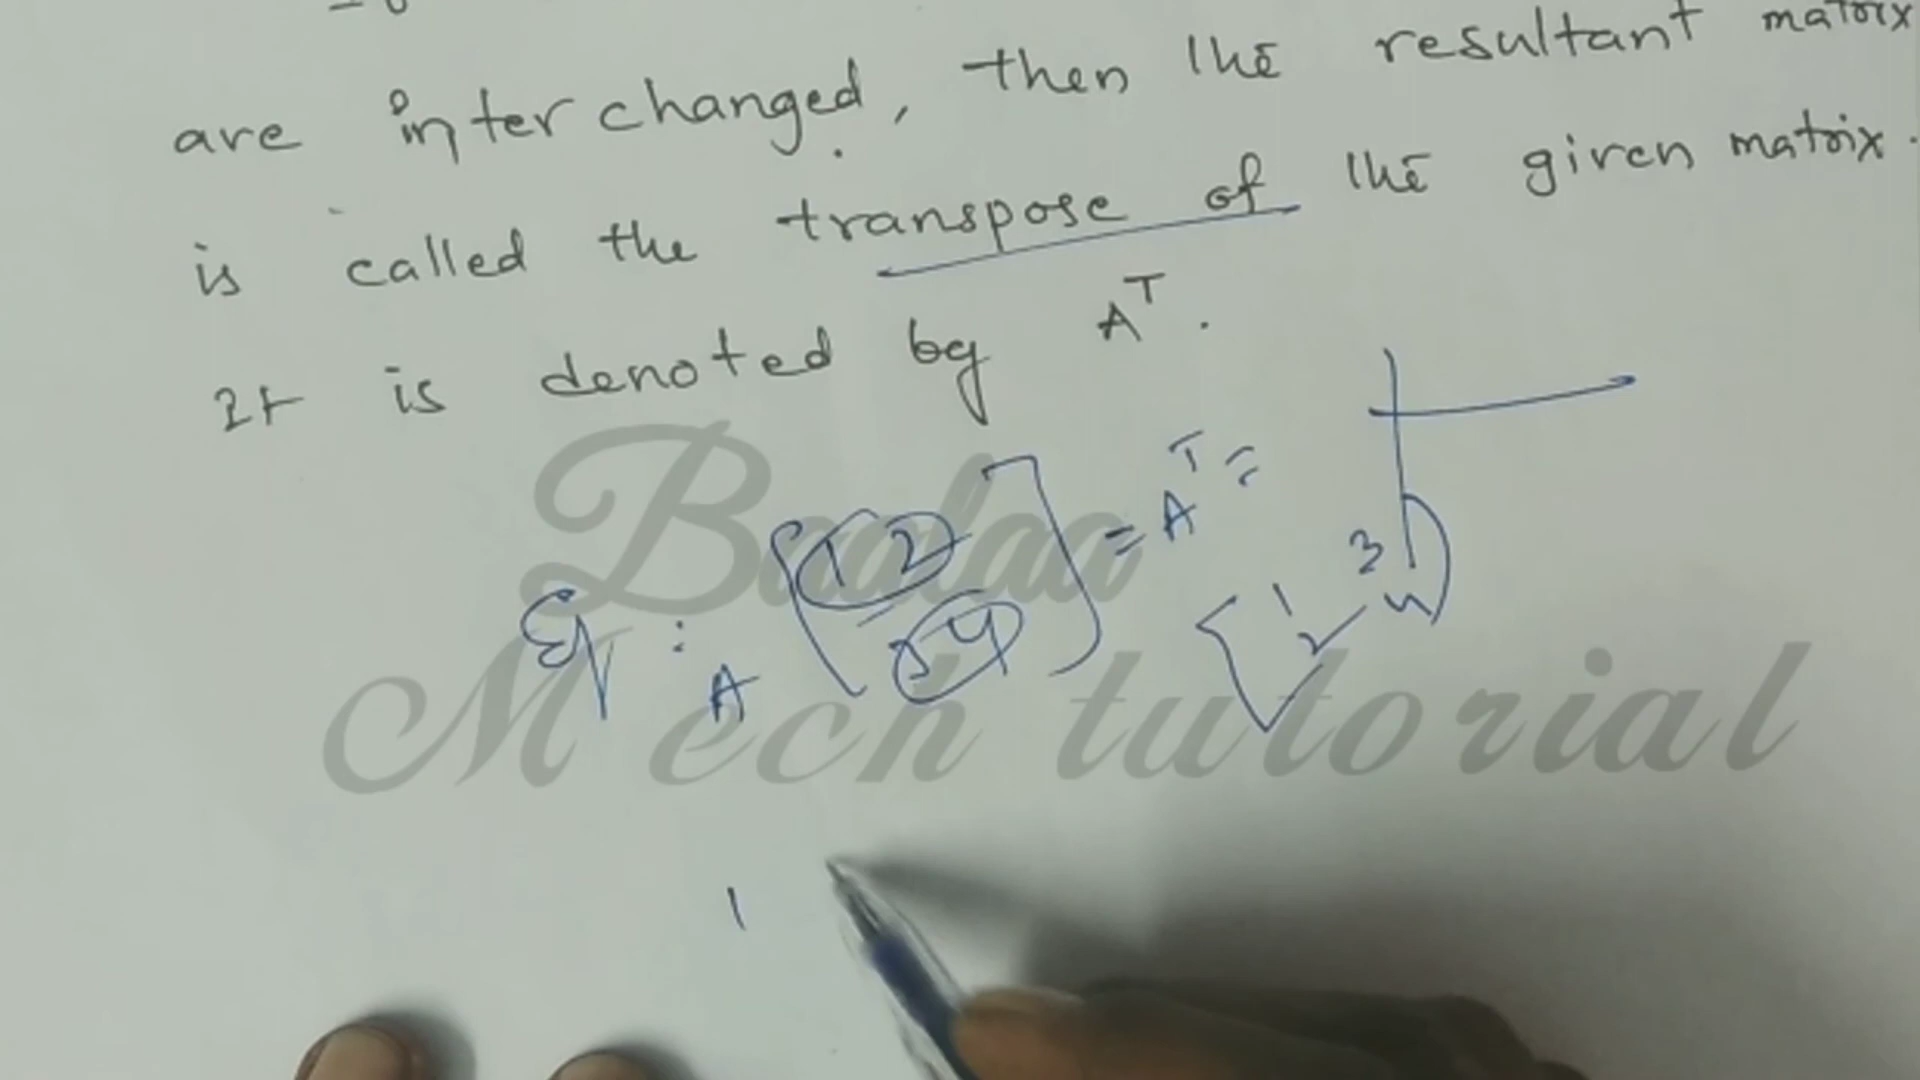 are interchanged, then the resultant matrix
is called the transpose of the given matrix.
It is denoted by A^T.
Eg : A [1 2
3 4] = A^T =
[1 3
2 4]
1
Baalaa
Mech tutorial